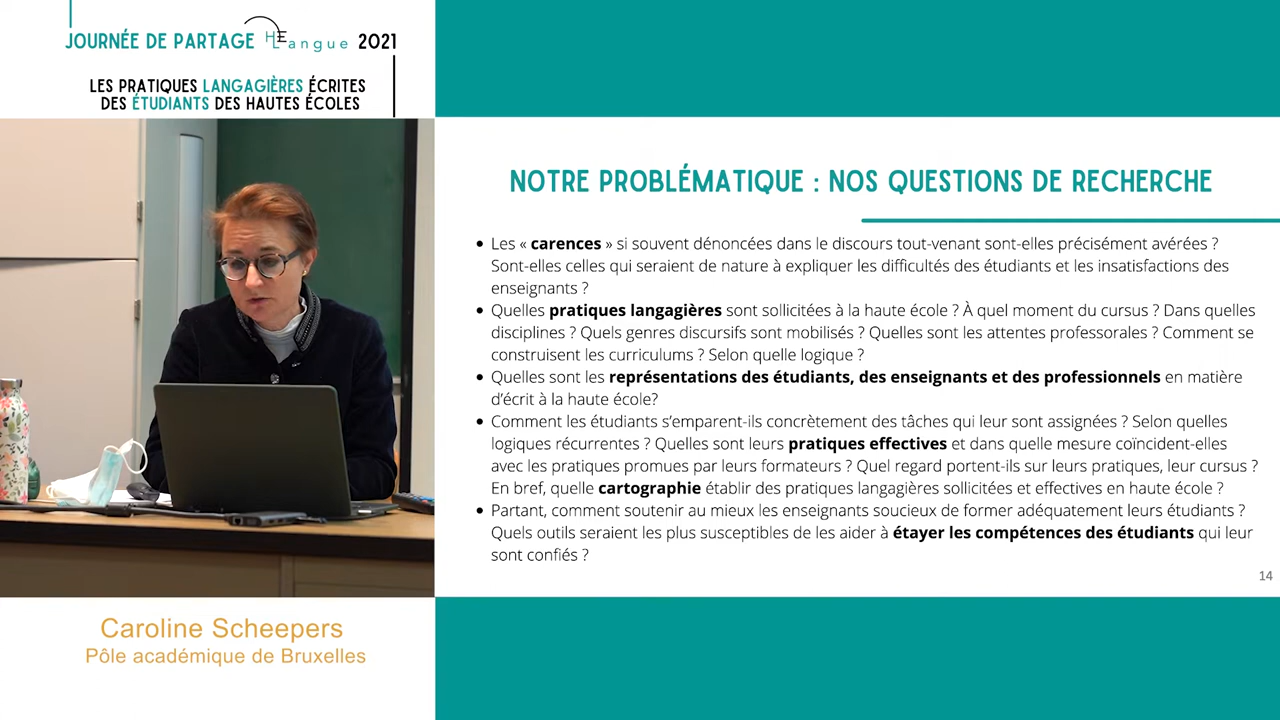 JOURNÉE DE PARTAGE HELangue 2021
LES PRATIQUES LANGAGIÈRES ÉCRITES
DES ÉTUDIANTS DES HAUTES ÉCOLES
NOTRE PROBLÉMATIQUE : NOS QUESTIONS DE RECHERCHE
• Les « carences » si souvent dénoncées dans le discours tout-venant sont-elles précisément avérées ?
Sont-elles celles qui seraient de nature à expliquer les difficultés des étudiants et les insatisfactions des
enseignants ?
• Quelles pratiques langagières sont sollicitées à la haute école ? À quel moment du cursus ? Dans quelles
disciplines ? Quels genres discursifs sont mobilisés ? Quelles sont les attentes professorales ? Comment se
construisent les curriculums ? Selon quelle logique ?
• Quelles sont les représentations des étudiants, des enseignants et des professionnels en matière
d’écrit à la haute école?
• Comment les étudiants s’emparent-ils concrètement des tâches qui leur sont assignées ? Selon quelles
logiques récurrentes ? Quelles sont leurs pratiques effectives et dans quelle mesure coïncident-elles
avec les pratiques promues par leurs formateurs ? Quel regard portent-ils sur leurs pratiques, leur cursus ?
En bref, quelle cartographie établir des pratiques langagières sollicitées et effectives en haute école ?
• Partant, comment soutenir au mieux les enseignants soucieux de former adéquatement leurs étudiants ?
Quels outils seraient les plus susceptibles de les aider à étayer les compétences des étudiants qui leur
sont confiés ?
14
Caroline Scheepers
Pôle académique de Bruxelles